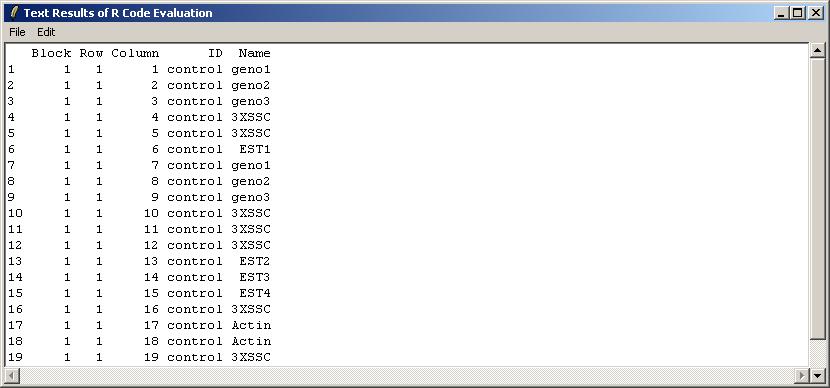 Text Results of R Code Evaluation
File Edit
Block Row Column ID Name
1 1 1 1 control geno1
2 1 1 2 control geno2
3 1 1 3 control geno3
4 1 1 4 control 3XSSC
5 1 1 5 control 3XSSC
6 1 1 6 control EST1
7 1 1 7 control geno1
8 1 1 8 control geno2
9 1 1 9 control geno3
10 1 1 10 control 3XSSC
11 1 1 11 control 3XSSC
12 1 1 12 control 3XSSC
13 1 1 13 control EST2
14 1 1 14 control EST3
15 1 1 15 control EST4
16 1 1 16 control 3XSSC
17 1 1 17 control Actin
18 1 1 18 control Actin
19 1 1 19 control 3XSSC